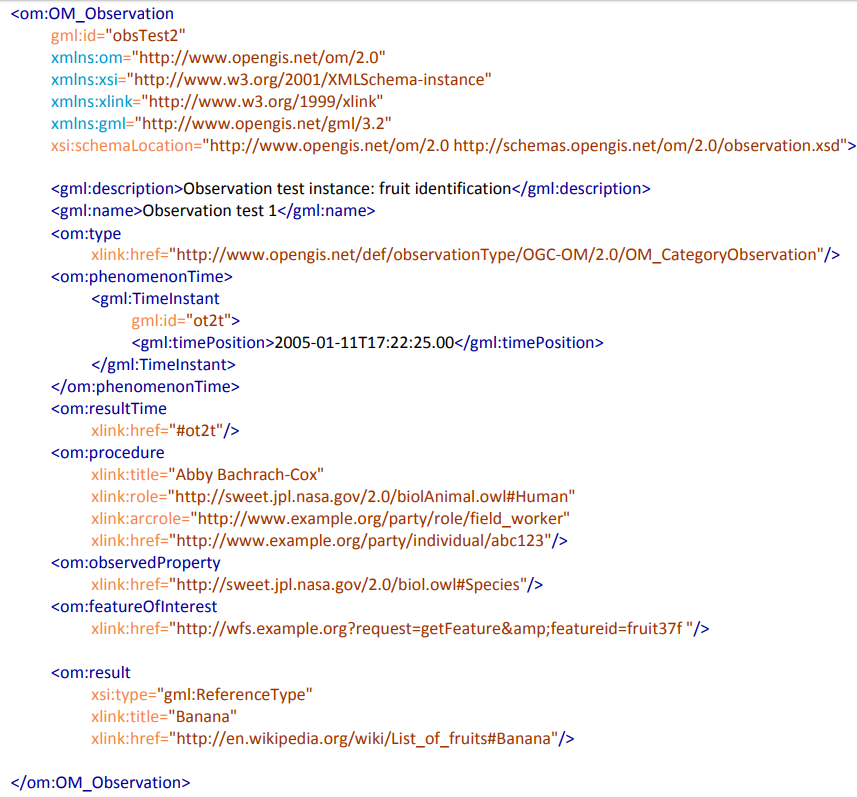 <om:OM_Observation
gml:id="obsTest2"
xmlns:om="http://www.opengis.net/om/2.0"
xmlns:xsi="http://www.w3.org/2001/XMLSchema-instance"
xmlns:xlink="http://www.w3.org/1999/xlink"
xmlns:gml="http://www.opengis.net/gml/3.2"
xsi:schemaLocation="http://www.opengis.net/om/2.0 http://schemas.opengis.net/om/2.0/observation.xsd">
<gml:description>Observation test instance: fruit identification</gml:description>
<gml:name>Observation test 1</gml:name>
<om:type
xlink:href="http://www.opengis.net/def/observationType/OGC-OM/2.0/OM_CategoryObservation"/>
<om:phenomenonTime>
<gml:TimeInstant
gml:id="ot2t">
<gml:timePosition>2005-01-11T17:22:25.00</gml:timePosition>
</gml:TimeInstant>
</om:phenomenonTime>
<om:resultTime
xlink:href="#ot2t"/>
<om:procedure
xlink:title="Abby Bachrach-Cox"
xlink:role="http://sweet.jpl.nasa.gov/2.0/biolAnimal.owl#Human"
xlink:arcrole="http://www.example.org/party/role/field_worker"
xlink:href="http://www.example.org/party/individual/abc123"/>
<om:observedProperty
xlink:href="http://sweet.jpl.nasa.gov/2.0/biol.owl#Species"/>
<om:featureOfInterest
xlink:href="http://wfs.example.org?request=getFeature&amp;featureid=fruit37f "/>
<om:result
xsi:type="gml:ReferenceType"
xlink:title="Banana"
xlink:href="http://en.wikipedia.org/wiki/List_of_fruits#Banana"/>
</om:OM_Observation>